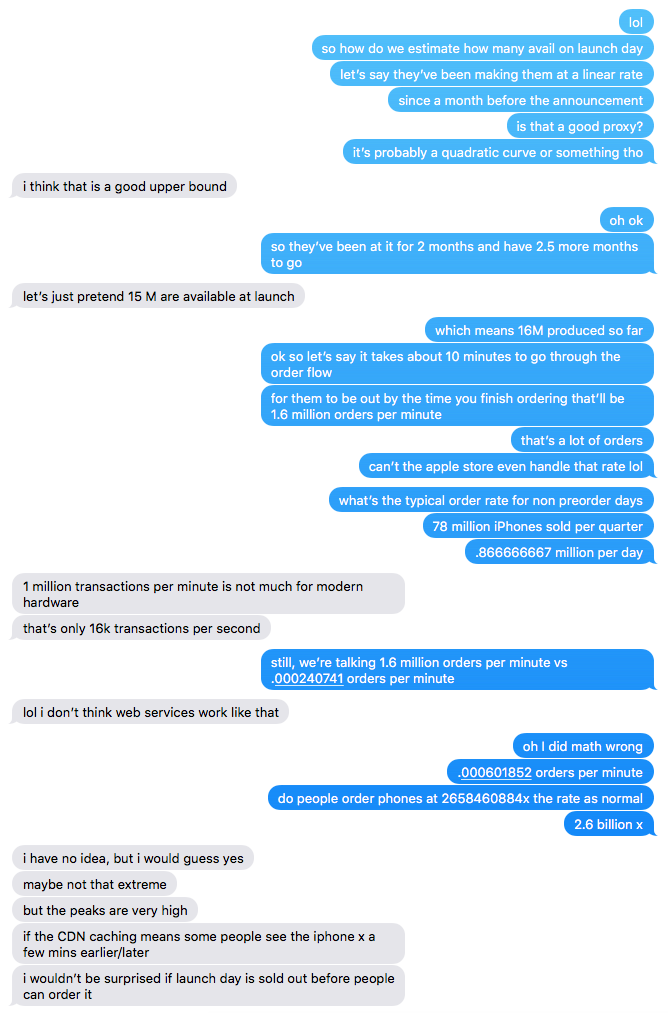 lol
so how do we estimate how many avail on launch day
let's say they've been making them at a linear rate
since a month before the announcement
is that a good proxy?
it's probably a quadratic curve or something tho
i think that is a good upper bound
oh ok
so they've been at it for 2 months and have 2.5 more months
to go
let's just pretend 15 M are available at launch
which means 16M produced so far
ok so let's say it takes about 10 minutes to go through the
order flow
for them to be out by the time you finish ordering that'll be
1.6 million orders per minute
that's a lot of orders
can't the apple store even handle that rate lol
what's the typical order rate for non preorder days
78 million iPhones sold per quarter
.866666667 million per day
1 million transactions per minute is not much for modern
hardware
that's only 16k transactions per second
still, we're talking 1.6 million orders per minute vs
.000240741 orders per minute
lol i don't think web services work like that
oh I did math wrong
.000601852 orders per minute
do people order phones at 2658460884x the rate as normal
2.6 billion x
i have no idea, but i would guess yes
maybe not that extreme
but the peaks are very high
if the CDN caching means some people see the iphone x a
few mins earlier/later
i wouldn't be surprised if launch day is sold out before people
can order it